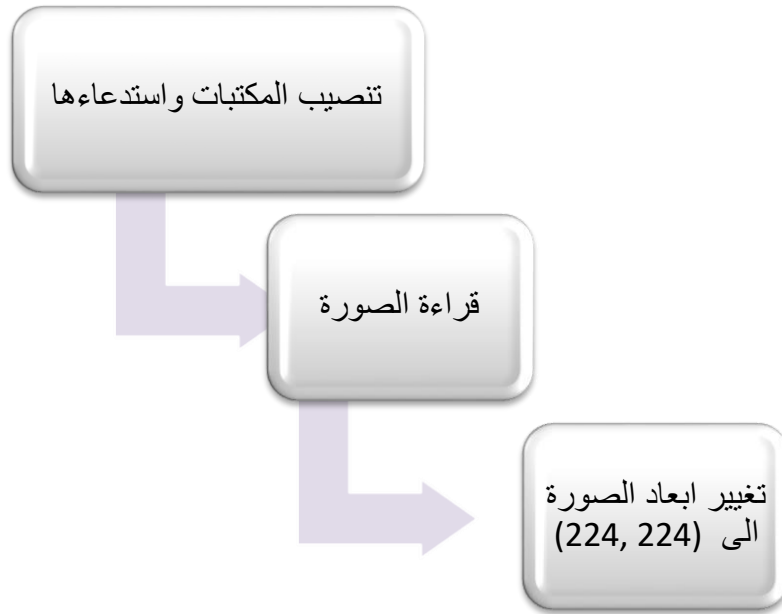 تنصيب المكتبات واستدعاءها
قراءة الصورة
تغيير ابعاد الصورة
الى (224, 224)